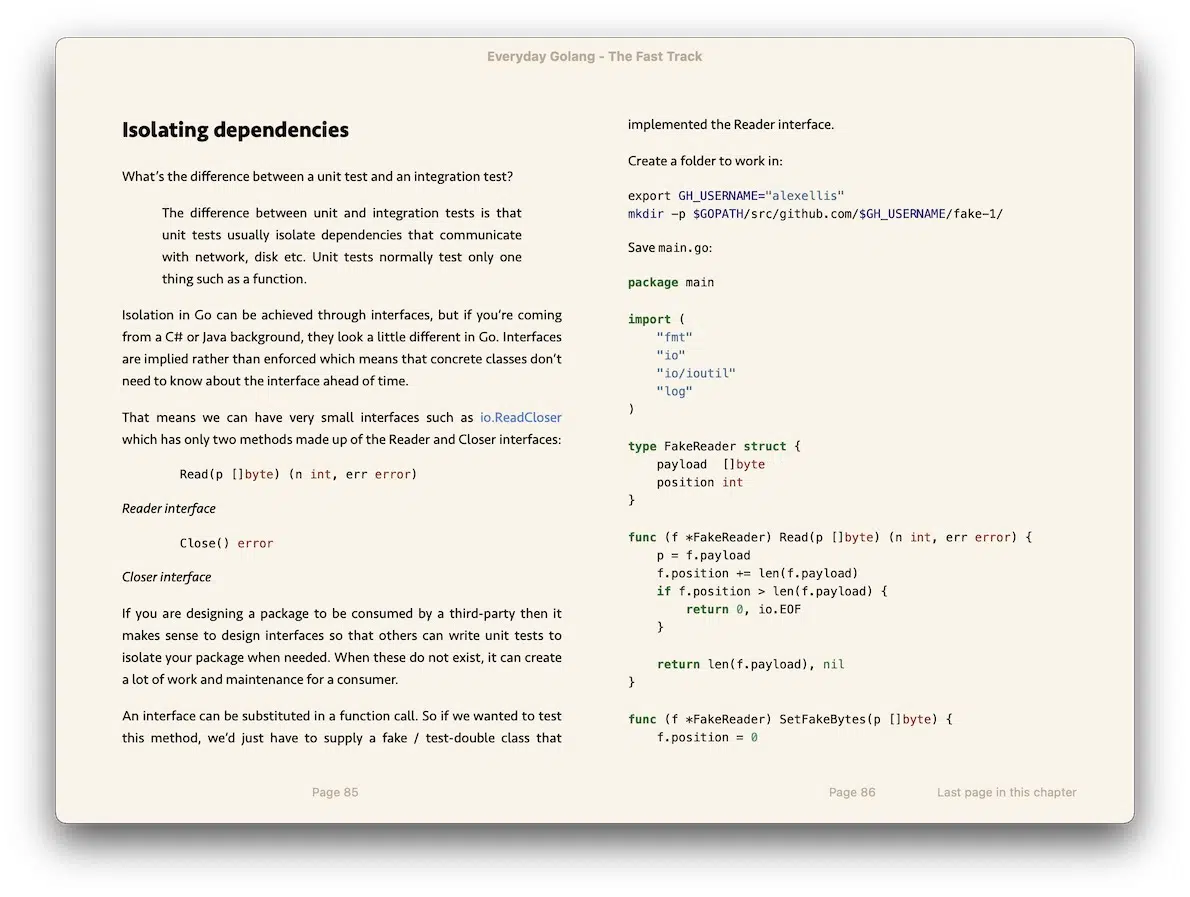 Everyday Golang - The Fast Track
Isolating dependencies
What's the difference between a unit test and an integration test?
The difference between unit and integration tests is that
unit tests usually isolate dependencies that communicate
with network, disk etc. Unit tests normally test only one
thing such as a function.
Isolation in Go can be achieved through interfaces, but if you're coming
from a C# or Java background, they look a little different in Go. Interfaces
are implied rather than enforced which means that concrete classes don't
need to know about the interface ahead of time.
That means we can have very small interfaces such as io.ReadCloser
which has only two methods made up of the Reader and Closer interfaces:
Read(p []byte) (n int, err error)
Reader interface
Close() error
Closer interface
If you are designing a package to be consumed by a third-party then it
makes sense to design interfaces so that others can write unit tests to
isolate your package when needed. When these do not exist, it can create
a lot of work and maintenance for a consumer.
An interface can be substituted in a function call. So if we wanted to test
this method, we'd just have to supply a fake / test-double class that
Page 85
implemented the Reader interface.
Create a folder to work in:
export GH_USERNAME="alexellis"
mkdir -p $GOPATH/src/github.com/$GH_USERNAME/fake-1/
Save main.go:
package main
import (
    "fmt"
    "io"
    "io/ioutil"
    "log"
)
type FakeReader struct {
    payload  []byte
    position int
}
func (f *FakeReader) Read(p []byte) (n int, err error) {
    p = f.payload
    f.position += len(f.payload)
    if f.position > len(f.payload) {
        return 0, io.EOF
    }
    return len(f.payload), nil
}
func (f *FakeReader) SetFakeBytes(p []byte) {
    f.position = 0
Page 86
Last page in this chapter